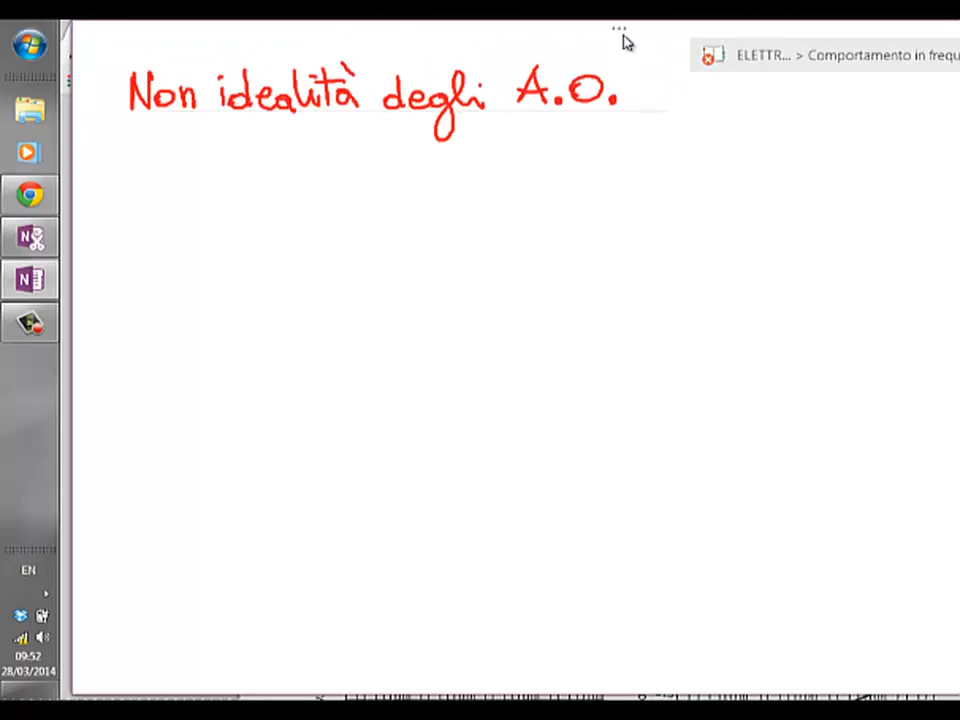 Non idealità degli A.O.
ELETTR... > Comportamento in frequ
EN
09:52
28/03/2014